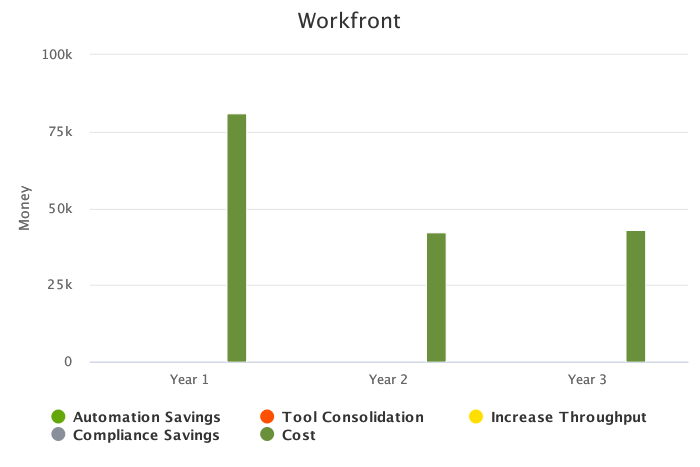 Workfront
100k
75k
50k
25k
0
Money
Year 1 Year 2 Year 3
Automation Savings Tool Consolidation Increase Throughput
Compliance Savings Cost